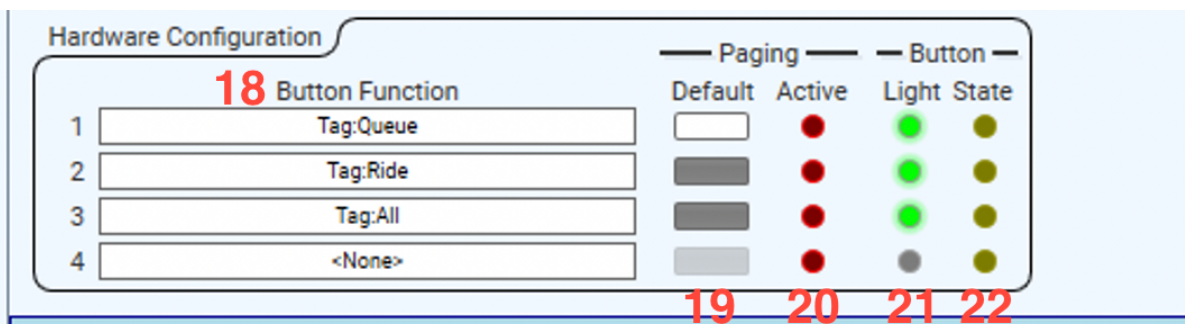 Hardware Configuration
Paging Button
18 Button Function Default Active Light State
1 Tag:Queue
2 Tag:Ride
3 Tag:All
4 <None>
19 20 21 22